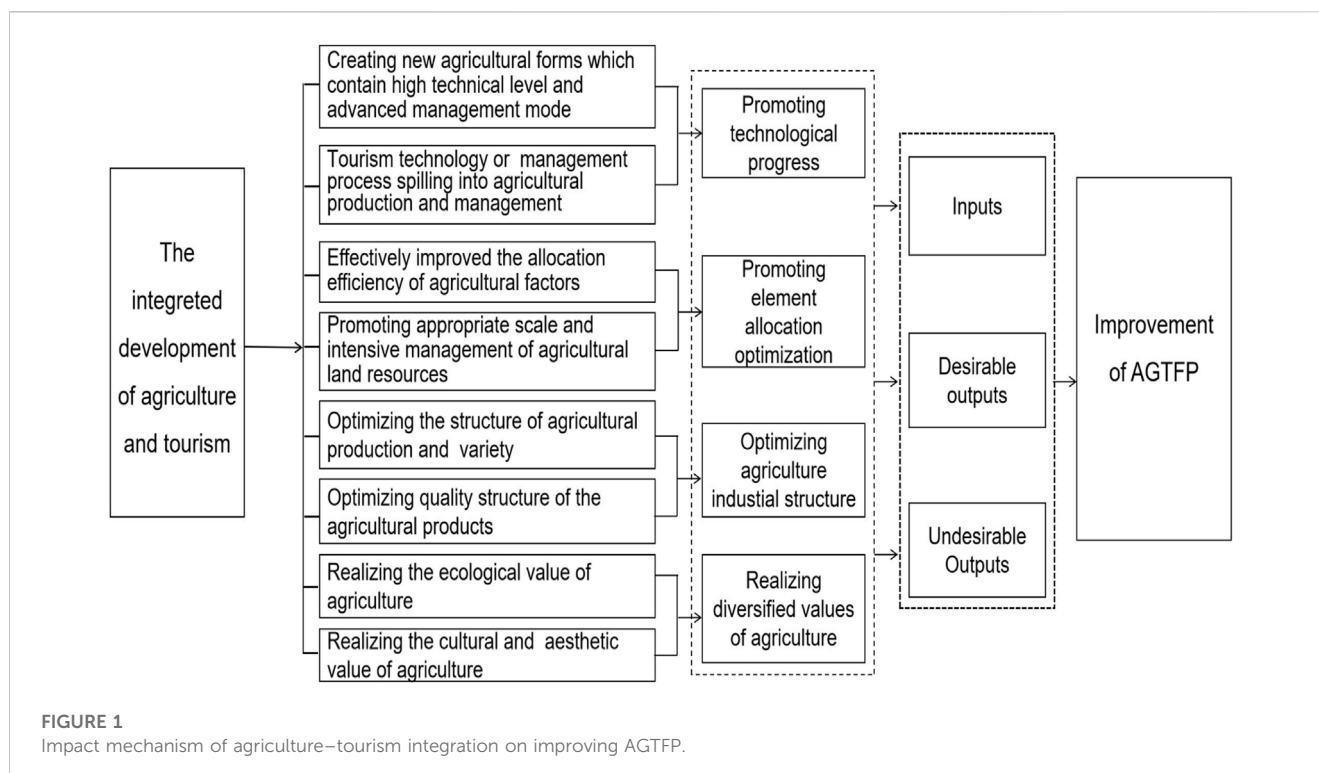 The
integreted
development
of agriculture
and tourism
Creating new agricultural forms which
contain high technical level and
advanced management mode
Tourism technology or management
process spilling into agricultural
production and management
Effectively improved the allocation
efficiency of agricultural factors
Promoting appropriate scale and
intensive management of agricultural
land resources
Optimizing the structure of agricultural
production and variety
Optimizing quality structure of the
agricultural products
Realizing the ecological value of
agriculture
Realizing the cultural and aesthetic
value of agriculture
Promoting
technological
progress
Promoting
element
allocation
optimization
Optimizing
agriculture
industial structure
Realizing
diversified values
of agriculture
Inputs
Desirable
outputs
Undesirable
Outputs
Improvement
of AGTFP
FIGURE 1
Impact mechanism of agriculture–tourism integration on improving AGTFP.